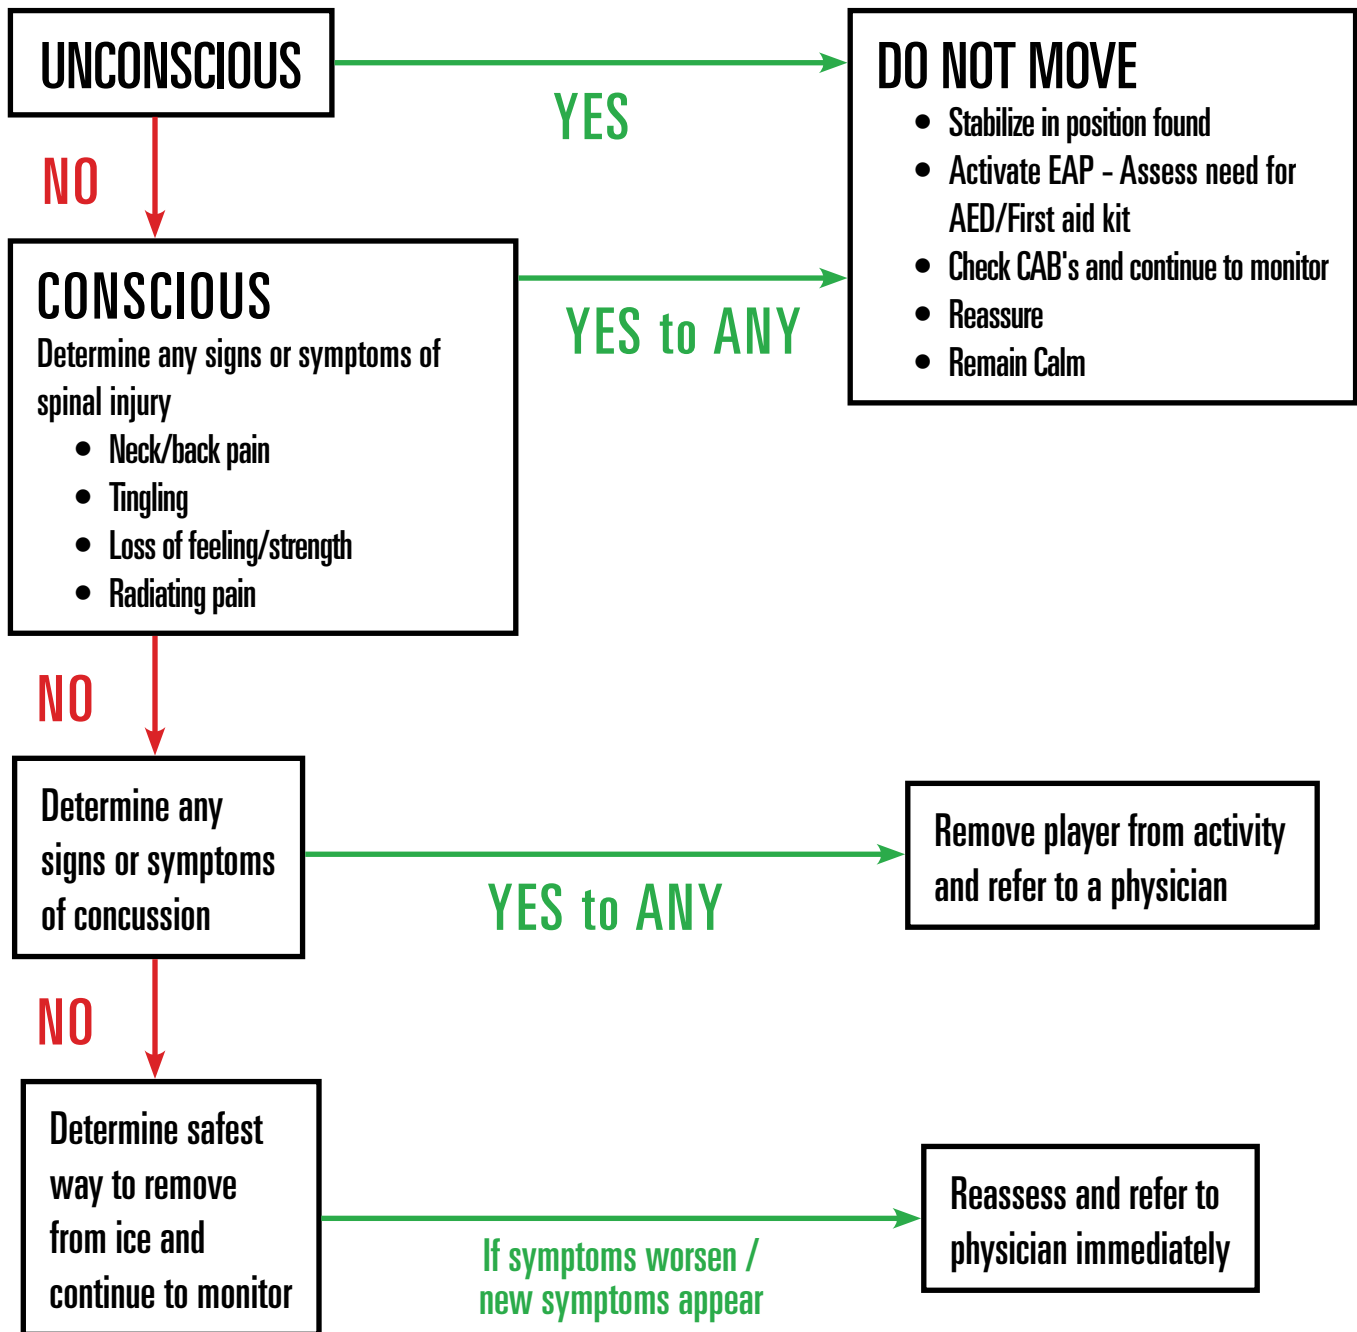 UNCONSCIOUS
YES
DO NOT MOVE
• Stabilize in position found
• Activate EAP - Assess need for
AED/First aid kit
• Check CAB's and continue to monitor
• Reassure
• Remain Calm
NO
CONSCIOUS
Determine any signs or symptoms of
spinal injury
• Neck/back pain
• Tingling
• Loss of feeling/strength
• Radiating pain
YES to ANY
NO
Determine any
signs or symptoms
of concussion
YES to ANY
Remove player from activity
and refer to a physician
NO
Determine safest
way to remove
from ice and
continue to monitor
If symptoms worsen /
new symptoms appear
Reassess and refer to
physician immediately